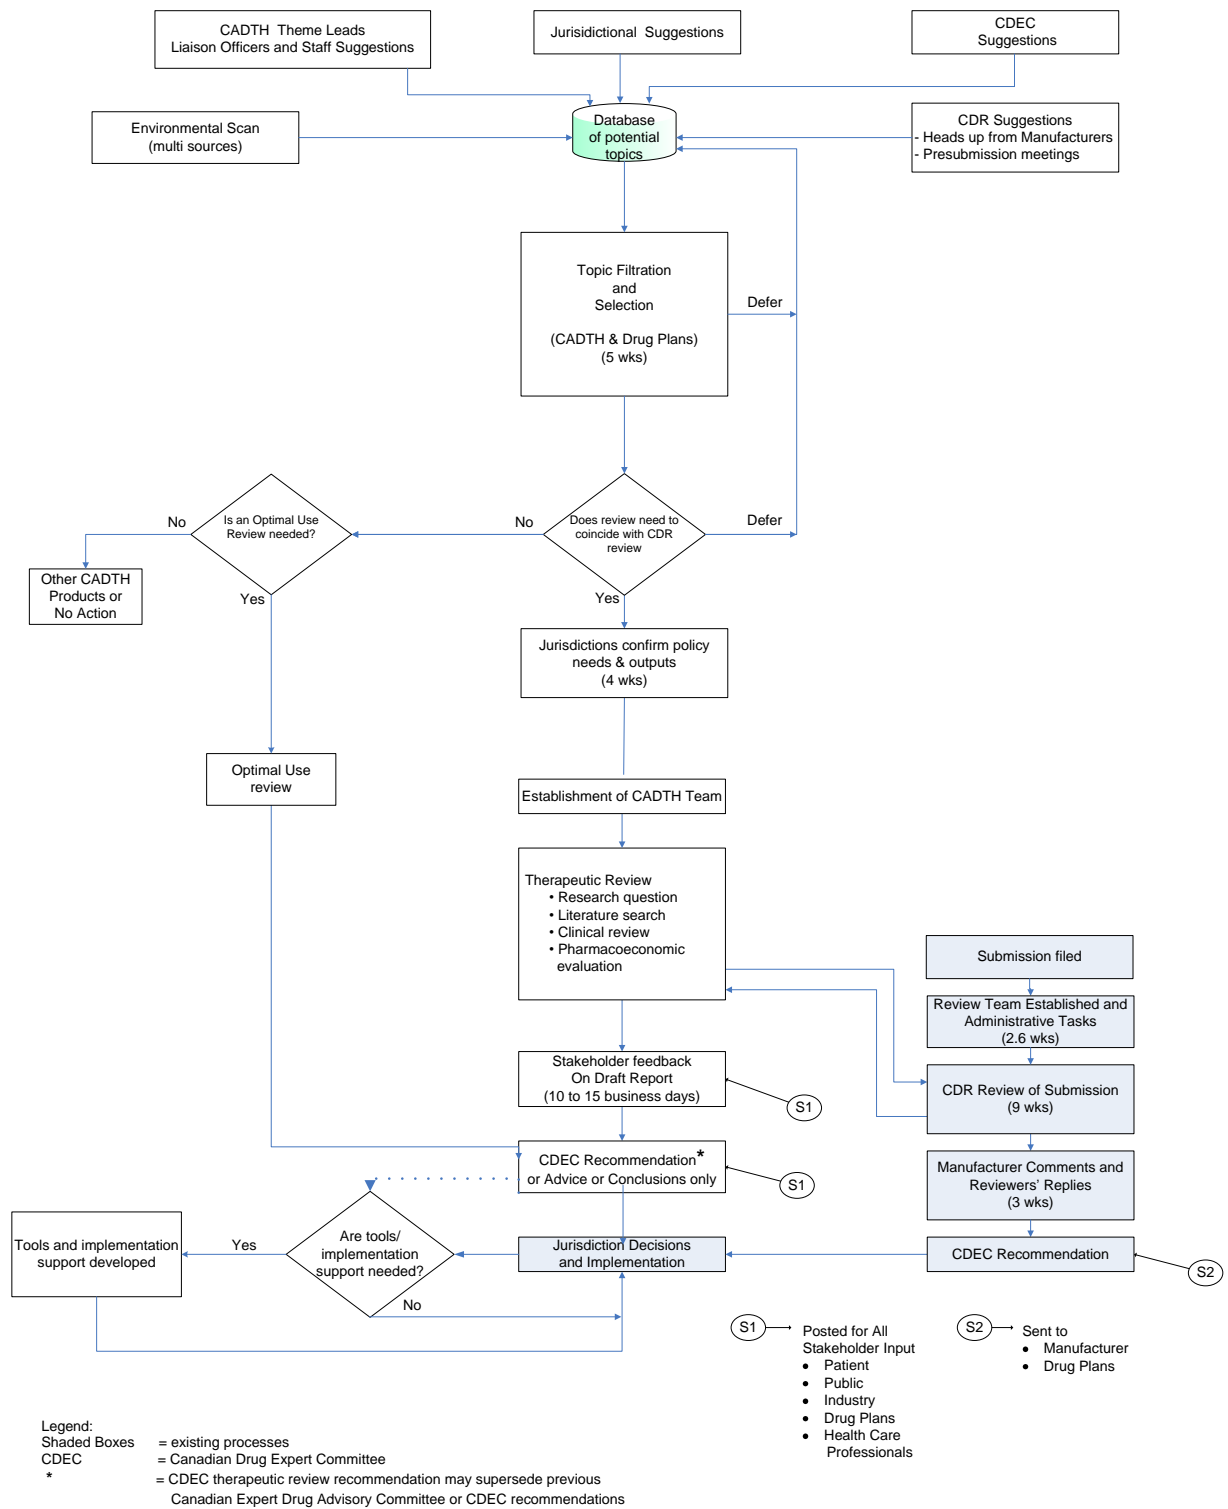 CADTH  Theme Leads
Liaison Officers and Staff Suggestions
Jurisidictional  Suggestions
CDEC
Suggestions
Environmental Scan
(multi sources)
Database
of potential
topics
CDR Suggestions
- Heads up from Manufacturers
- Presubmission meetings
Topic Filtration
and
Selection
(CADTH & Drug Plans)
(5 wks)
Defer
Is an Optimal Use
Review needed?
No
No
Does review need to
coincide with CDR
review
Defer
Other CADTH
Products or
No Action
Yes
Yes
Jurisdictions confirm policy
needs & outputs
(4 wks)
Optimal Use
review
Establishment of CADTH Team
Therapeutic Review
• Research question
• Literature search
• Clinical review
• Pharmacoeconomic
evaluation
Submission filed
Review Team Established and
Administrative Tasks
(2.6 wks)
Stakeholder feedback
On Draft Report
(10 to 15 business days)
S1
CDR Review of Submission
(9 wks)
CDEC Recommendation*
or Advice or Conclusions only
S1
Manufacturer Comments and
Reviewers' Replies
(3 wks)
Tools and implementation
support developed
Yes
Are tools/
implementation
support needed?
No
Jurisdiction Decisions
and Implementation
CDEC Recommendation
S2
S1
Posted for All
Stakeholder Input
● Patient
● Public
● Industry
● Drug Plans
● Health Care
Professionals
S2
Sent to
● Manufacturer
● Drug Plans
Legend:
Shaded Boxes = existing processes
CDEC = Canadian Drug Expert Committee
* = CDEC therapeutic review recommendation may supersede previous
Canadian Expert Drug Advisory Committee or CDEC recommendations